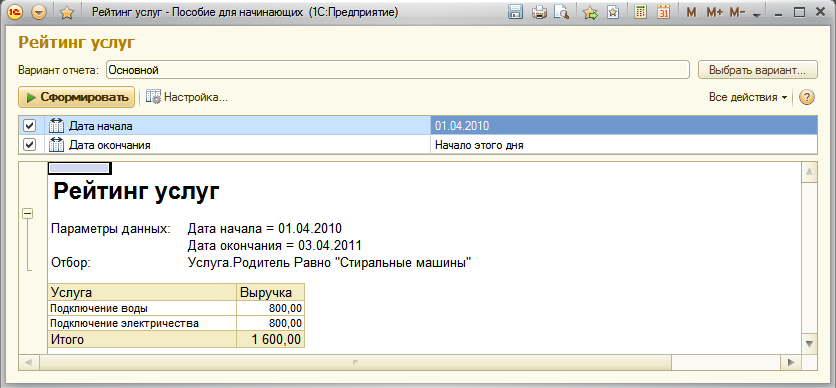 Рейтинг услуг - Пособие для начинающих (1С:Предприятие)
M M+ M-
Рейтинг услуг
Вариант отчета: Основной Выбрать вариант...
Сформировать Настройка... Все действия ?
Дата начала 01.04.2010
Дата окончания Начало этого дня
Рейтинг услуг
Параметры данных: Дата начала = 01.04.2010
Дата окончания = 03.04.2011
Отбор: Услуга.Родитель Равно "Стиральные машины"
Услуга Выручка
Подключение воды 800,00
Подключение электричества 800,00
Итого 1 600,00